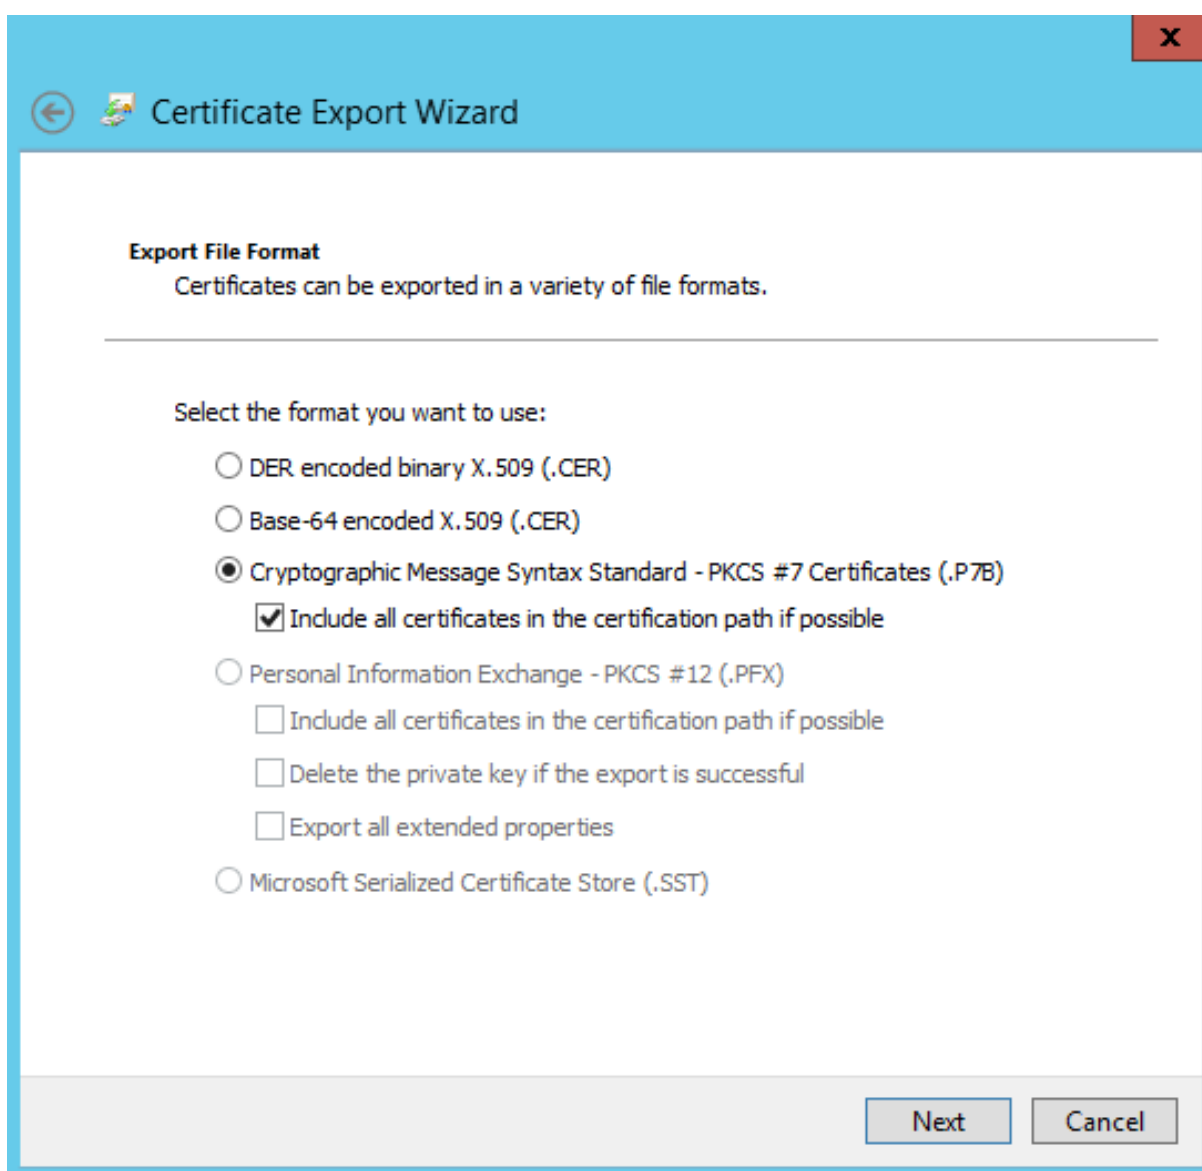 x
Certificate Export Wizard
Export File Format
Certificates can be exported in a variety of file formats.
Select the format you want to use:
DER encoded binary X.509 (.CER)
Base-64 encoded X.509 (.CER)
Cryptographic Message Syntax Standard - PKCS #7 Certificates (.P7B)
Include all certificates in the certification path if possible
Personal Information Exchange - PKCS #12 (.PFX)
Include all certificates in the certification path if possible
Delete the private key if the export is successful
Export all extended properties
Microsoft Serialized Certificate Store (.SST)
Next Cancel